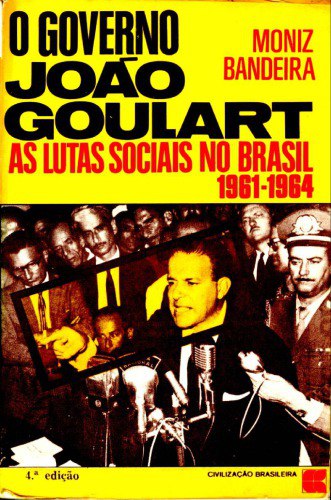 O GOVERNO
JOÃO
GOULART
MONIZ
BANDEIRA
AS LUTAS SOCIAIS NO BRASIL
1961-1964
4.ª edição
CIVILIZAÇÃO BRASILEIRA